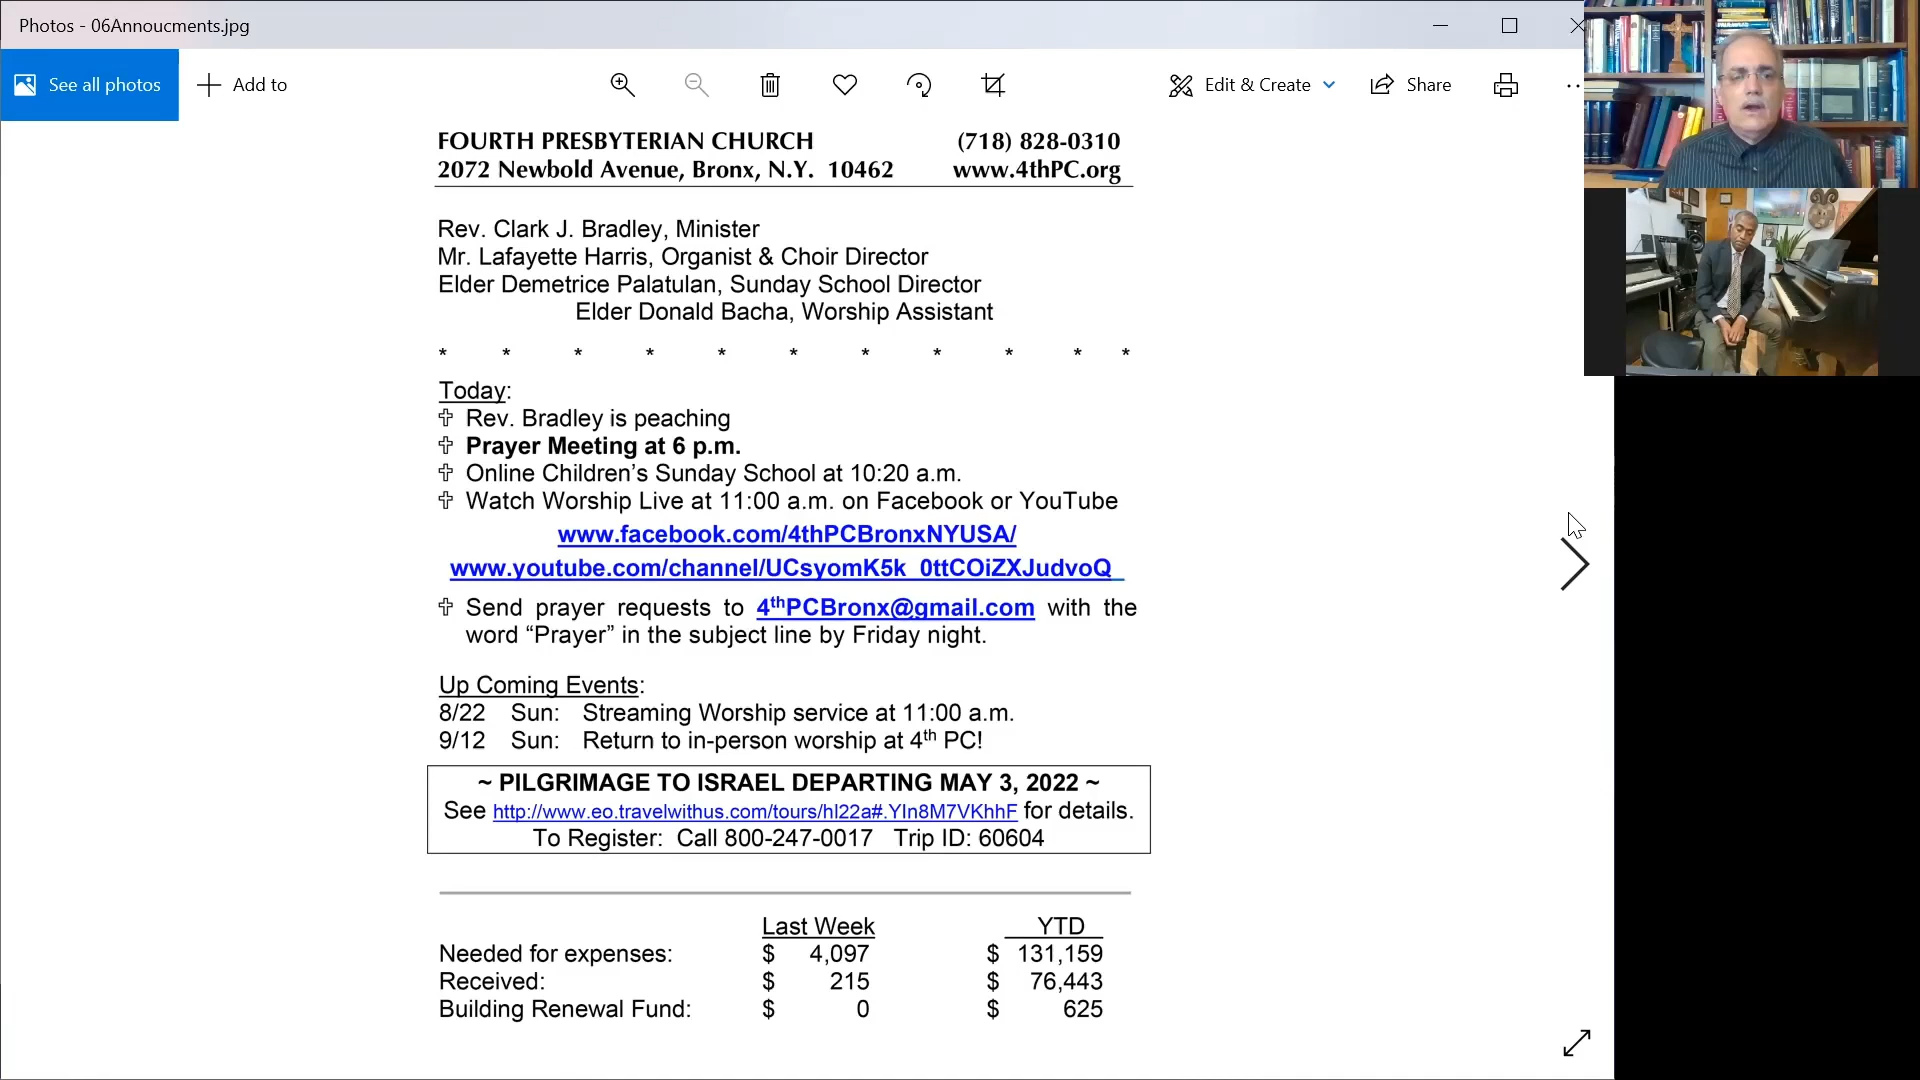 Photos - 06Annoucments.jpg
See all photos
Add to
Edit & Create
Share
FOURTH PRESBYTERIAN CHURCH (718) 828-0310
2072 Newbold Avenue, Bronx, N.Y. 10462 www.4thPC.org
Rev. Clark J. Bradley, Minister
Mr. Lafayette Harris, Organist & Choir Director
Elder Demetrice Palatulan, Sunday School Director
Elder Donald Bacha, Worship Assistant
* * * * * * * * * * *
Today:
✞ Rev. Bradley is peaching
✞ Prayer Meeting at 6 p.m.
✞ Online Children’s Sunday School at 10:20 a.m.
✞ Watch Worship Live at 11:00 a.m. on Facebook or YouTube
www.facebook.com/4thPCBronxNYUSA/
www.youtube.com/channel/UCsyomK5k_0ttCOiZXJudvoQ
✞ Send prayer requests to 4thPCBronx@gmail.com with the
word “Prayer” in the subject line by Friday night.
Up Coming Events:
8/22 Sun: Streaming Worship service at 11:00 a.m.
9/12 Sun: Return to in-person worship at 4th PC!
~ PILGRIMAGE TO ISRAEL DEPARTING MAY 3, 2022 ~
See http://www.eo.travelwithus.com/tours/hl22a#.YIn8M7VKhhF for details.
To Register: Call 800-247-0017 Trip ID: 60604
Last Week YTD
Needed for expenses: $ 4,097 $ 131,159
Received: $ 215 $ 76,443
Building Renewal Fund: $ 0 $ 625